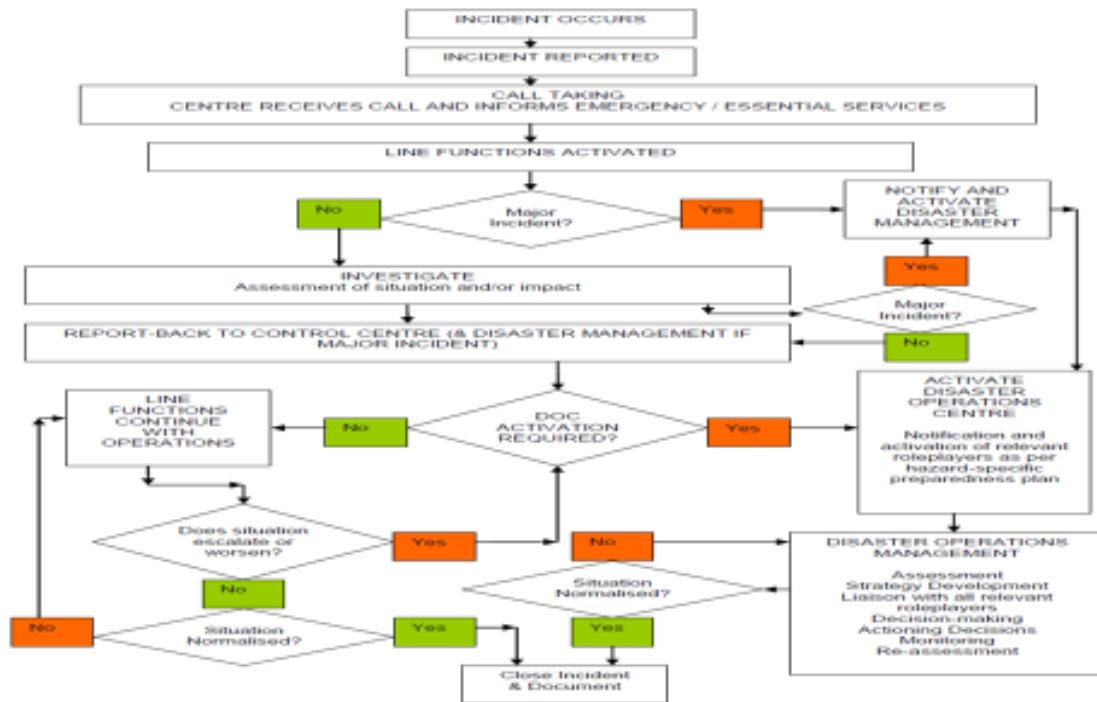 INCIDENT OCCURS
INCIDENT REPORTED
CALL TAKING
CENTRE RECEIVES CALL AND INFORMS EMERGENCY / ESSENTIAL SERVICES
LINE FUNCTIONS ACTIVATED
No
Major
Incident?
Yes
NOTIFY AND
ACTIVATE
DISASTER
MANAGEMENT
INVESTIGATE
Assessment of situation and/or impact
Yes
Major
Incident?
No
REPORT-BACK TO CONTROL CENTRE (& DISASTER MANAGEMENT IF
MAJOR INCIDENT)
LINE
FUNCTIONS
CONTINUE
WITH
OPERATIONS
No
DOC
ACTIVATION
REQUIRED?
Yes
ACTIVATE
DISASTER
OPERATIONS
CENTRE
Notification and
activation of relevant
roleplayers as per
hazard-specific
preparedness plan
Does situation
escalate or
worsen?
Yes
No
No
Situation
Normalised?
Yes
No
Situation
Normalised?
Yes
DISASTER OPERATIONS
MANAGEMENT
Assessment
Strategy Development
Liaison with all relevant
roleplayers
Decision-making
Actioning Decisions
Monitoring
Re-assessment
Close Incident
& Document